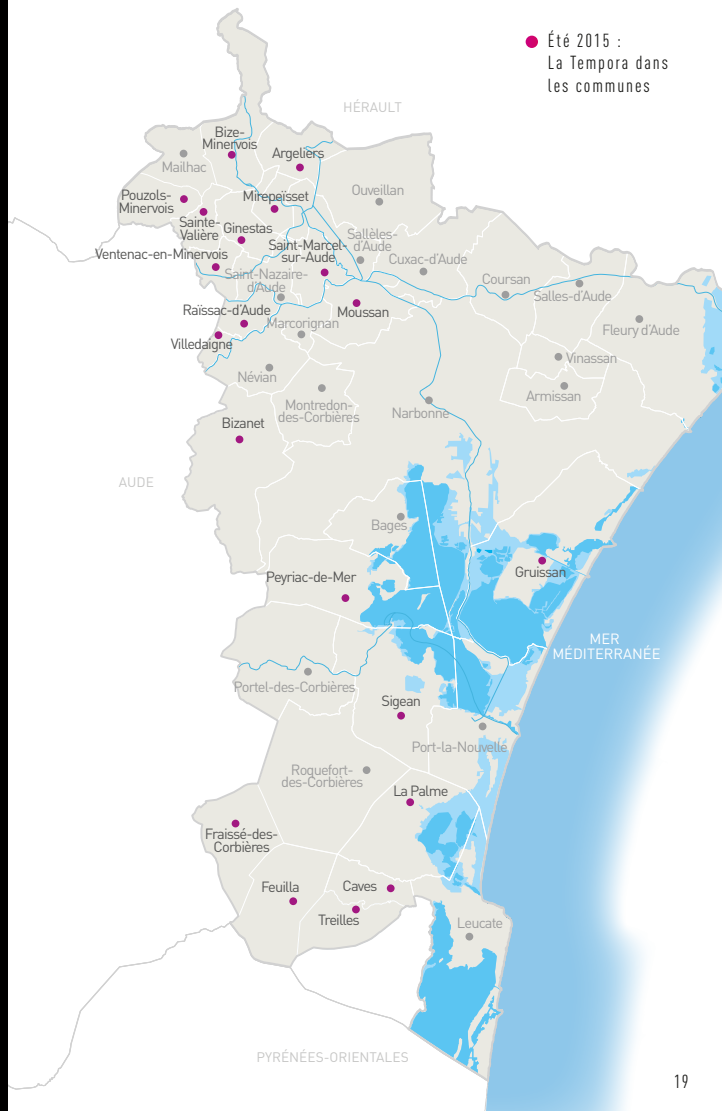 Été 2015 :
La Tempora dans
les communes
HÉRAULT
Bize-
Minervois
Mailhac
Argeliers
Ouveillan
Pouzols-
Minervois
Mirepeïsset
Sainte-
Valière
Ginestas
Sallèles-
d'Aude
Saint-Marcel-
sur-Aude
Ventenac-en-Minervois
Cuxac-d'Aude
Saint-Nazaire-
d'Aude
Coursan
Salles-d'Aude
Raïssac-d'Aude
Moussan
Marcorignan
Fleury d'Aude
Villedaigne
Vinassan
Névian
Armissan
Montredon-
des-Corbières
Narbonne
Bizanet
AUDE
Bages
Gruissan
Peyriac-de-Mer
MER
MÉDITERRANÉE
Portel-des-Corbières
Sigean
Port-la-Nouvelle
Roquefort-
des-Corbières
La Palme
Fraissé-des-
Corbières
Feuilla
Caves
Treilles
Leucate
PYRÉNÉES-ORIENTALES
19